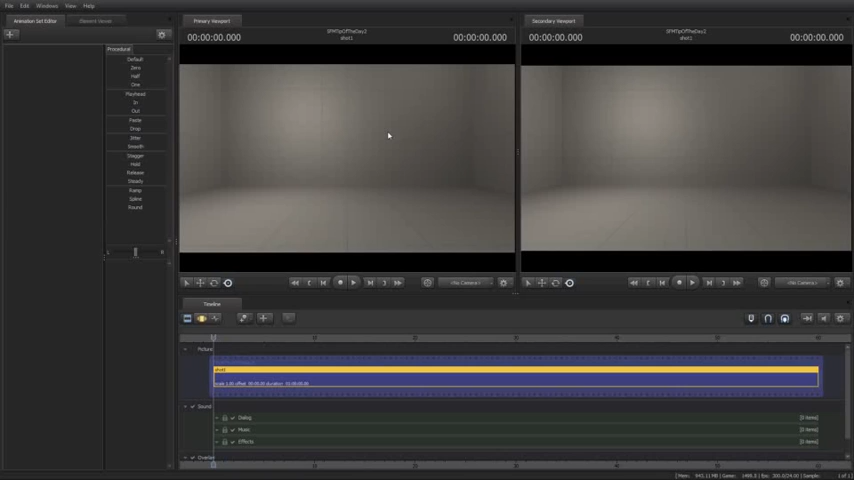 File Edit Windows View Help
Animation Set Editor
Element Viewer
Procedural
Default
Zero
Half
One
Playhead
In
Out
Paste
Drop
Jitter
Smooth
Stagger
Hold
Release
Steady
Ramp
Spline
Round
Primary Viewport
SFMTipOfTheDay2
shot1
00:00:00.000
00:00:00.000
<No Camera>
Secondary Viewport
SFMTipOfTheDay2
shot1
00:00:00.000
00:00:00.000
<No Camera>
Timeline
Picture
shot1
Sound
Dialog [0 items]
Music [0 items]
Effects [0 items]
Overlay